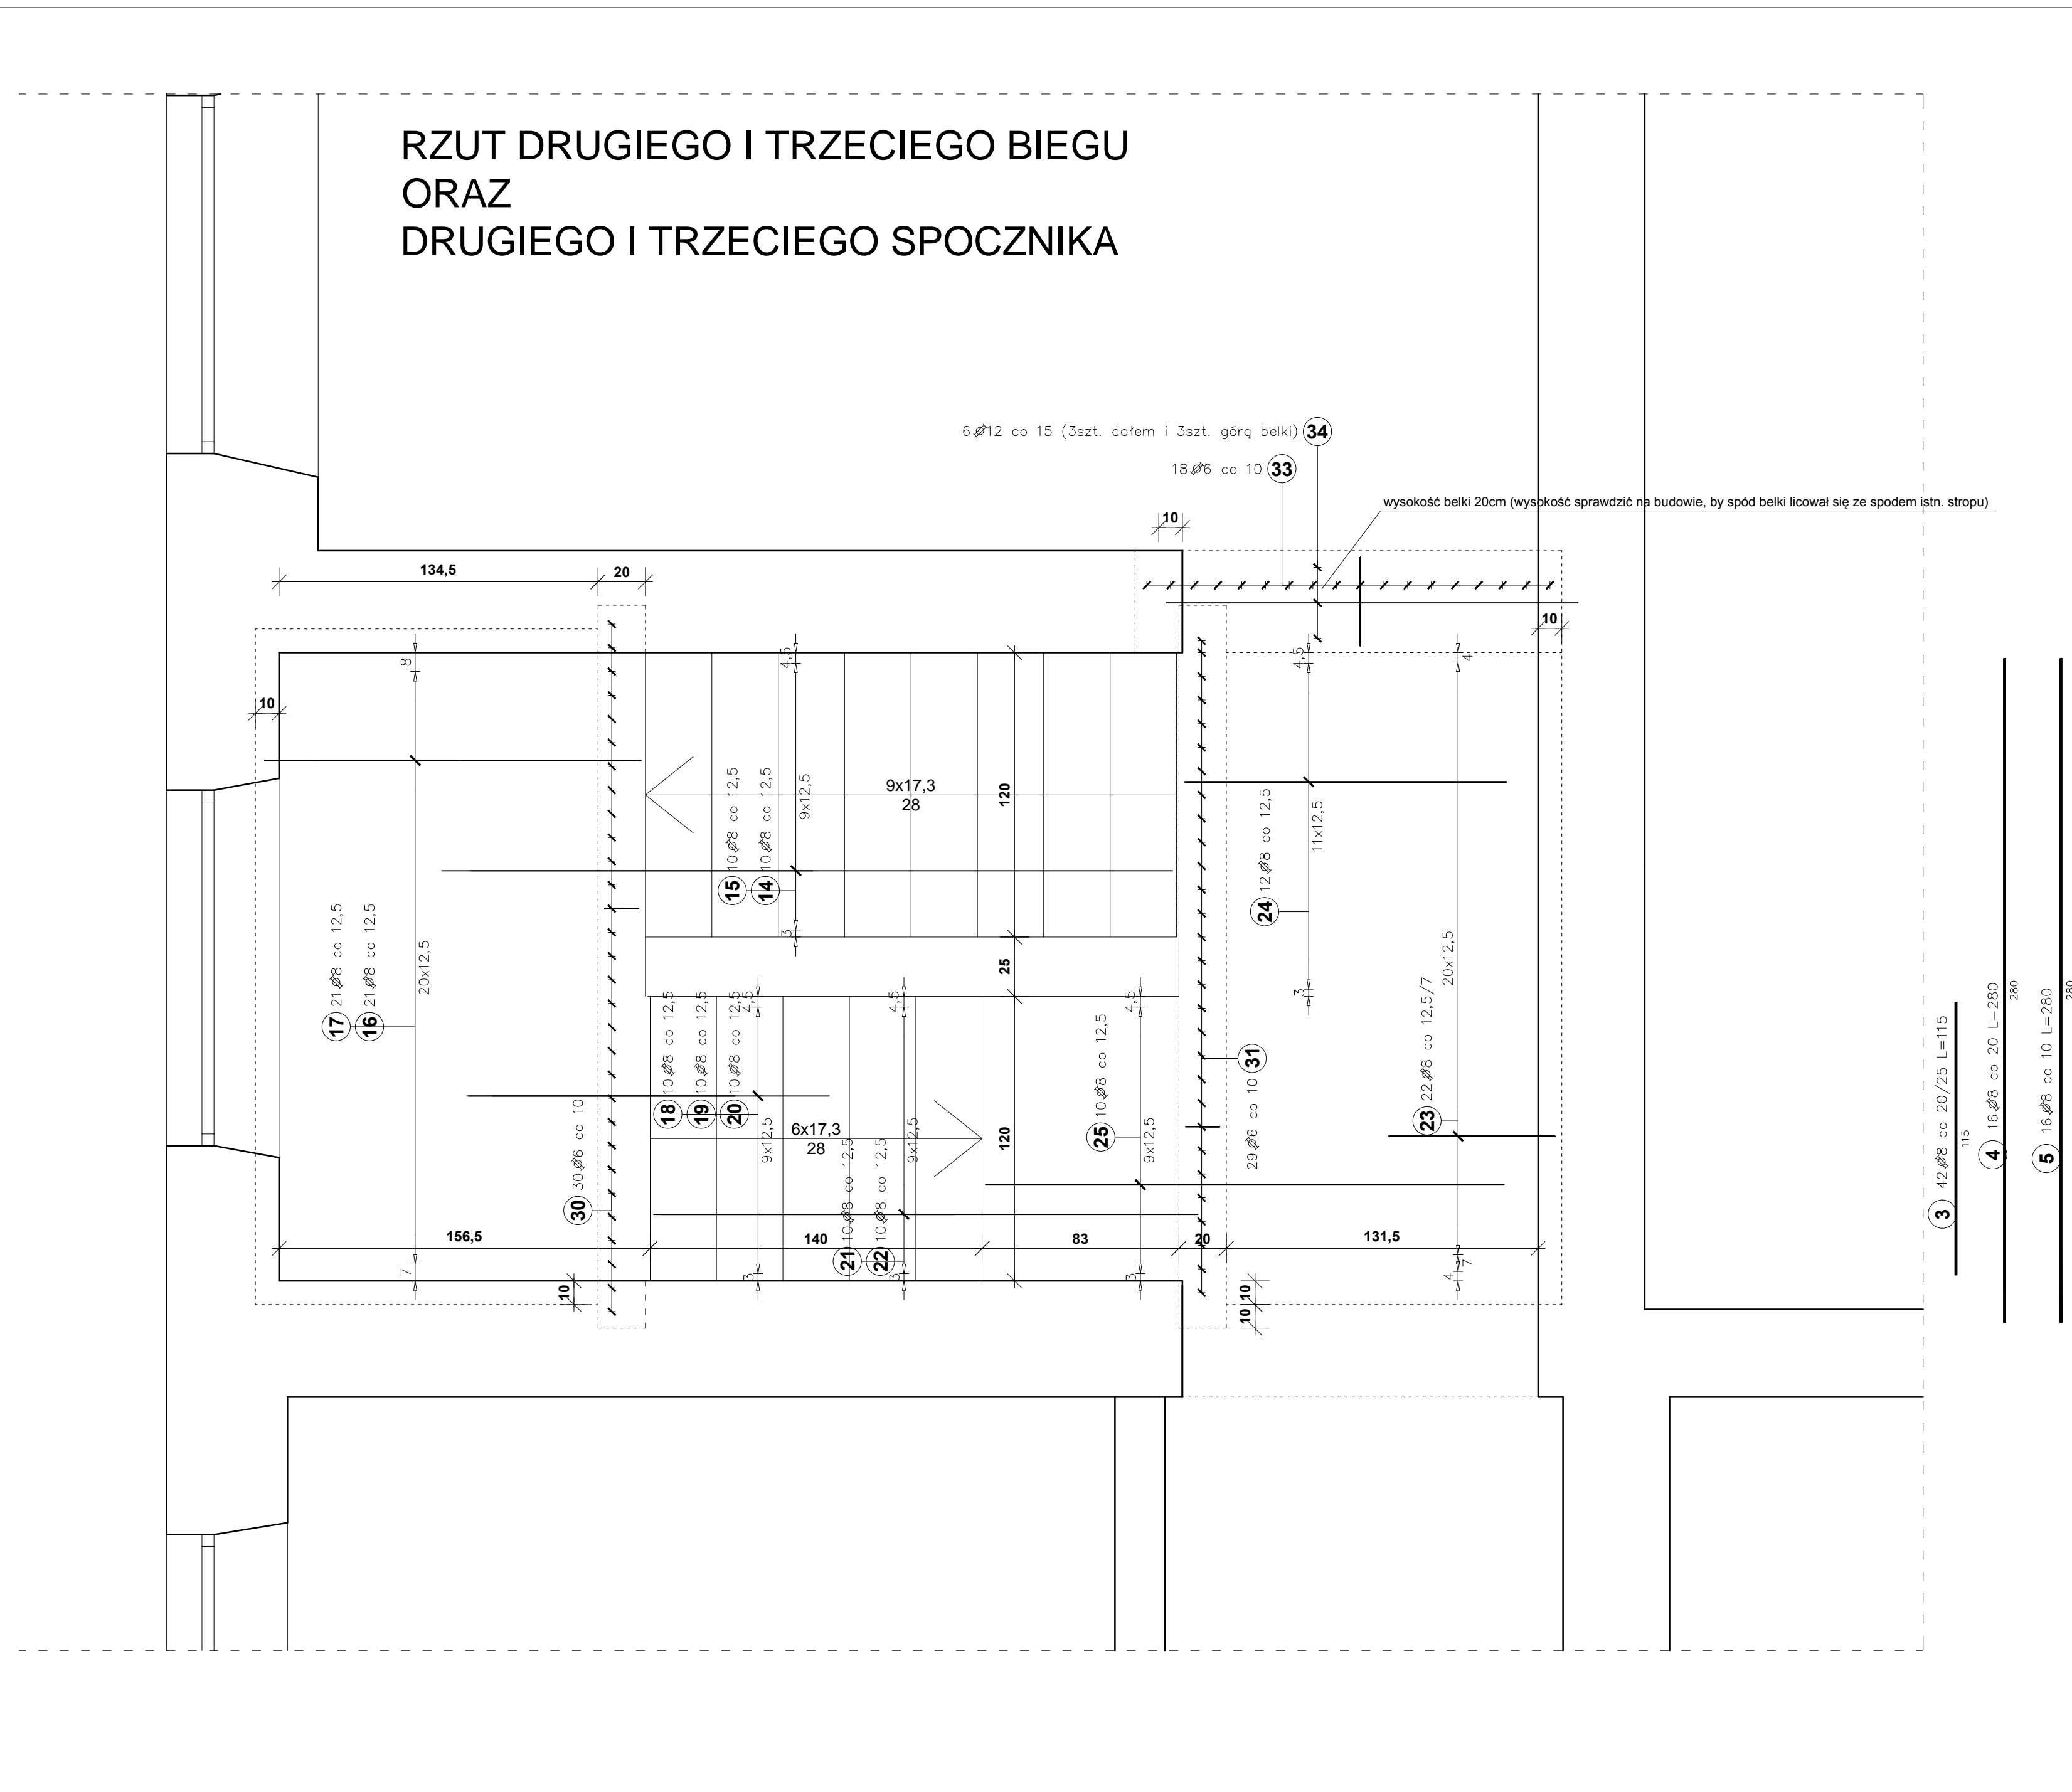 RZUT DRUGIEGO I TRZECIEGO BIEGU
ORAZ
DRUGIEGO I TRZECIEGO SPOCZNIKA
6⌀12 co 15 (3szt. dołem i 3szt. górą belki) 34
18⌀6 co 10 33
wysokość belki 20cm (wysokość sprawdzić na budowie, by spód belki licował się ze spodem istn. stropu)
10
134,5
20
10
8
4,5
4,5
4
10
9x17,3
28
120
15 10⌀8 co 12,5
14 10⌀8 co 12,5
9x12,5
3
24 12⌀8 co 12,5
11x12,5
3
17 21⌀8 co 12,5
16 21⌀8 co 12,5
20x12,5
25
20x12,5
23 22⌀8 co 12,5/7
18 10⌀8 co 12,5
19 10⌀8 co 12,5
20 10⌀8 co 12,5
4,5
4,5
4,5
9x12,5
6x17,3
28
9x12,5
120
25 10⌀8 co 12,5
9x12,5
31
29⌀6 co 10
30 30⌀6 co 10
21 10⌀8 co 12,5
22 10⌀8 co 12,5
156,5
140
83
20
131,5
7
10
3
3
3
10
10
4
7
3 42⌀8 co 20/25 L=115
115
4 16⌀8 co 20 L=280
280
5 16⌀8 co 10 L=280
280